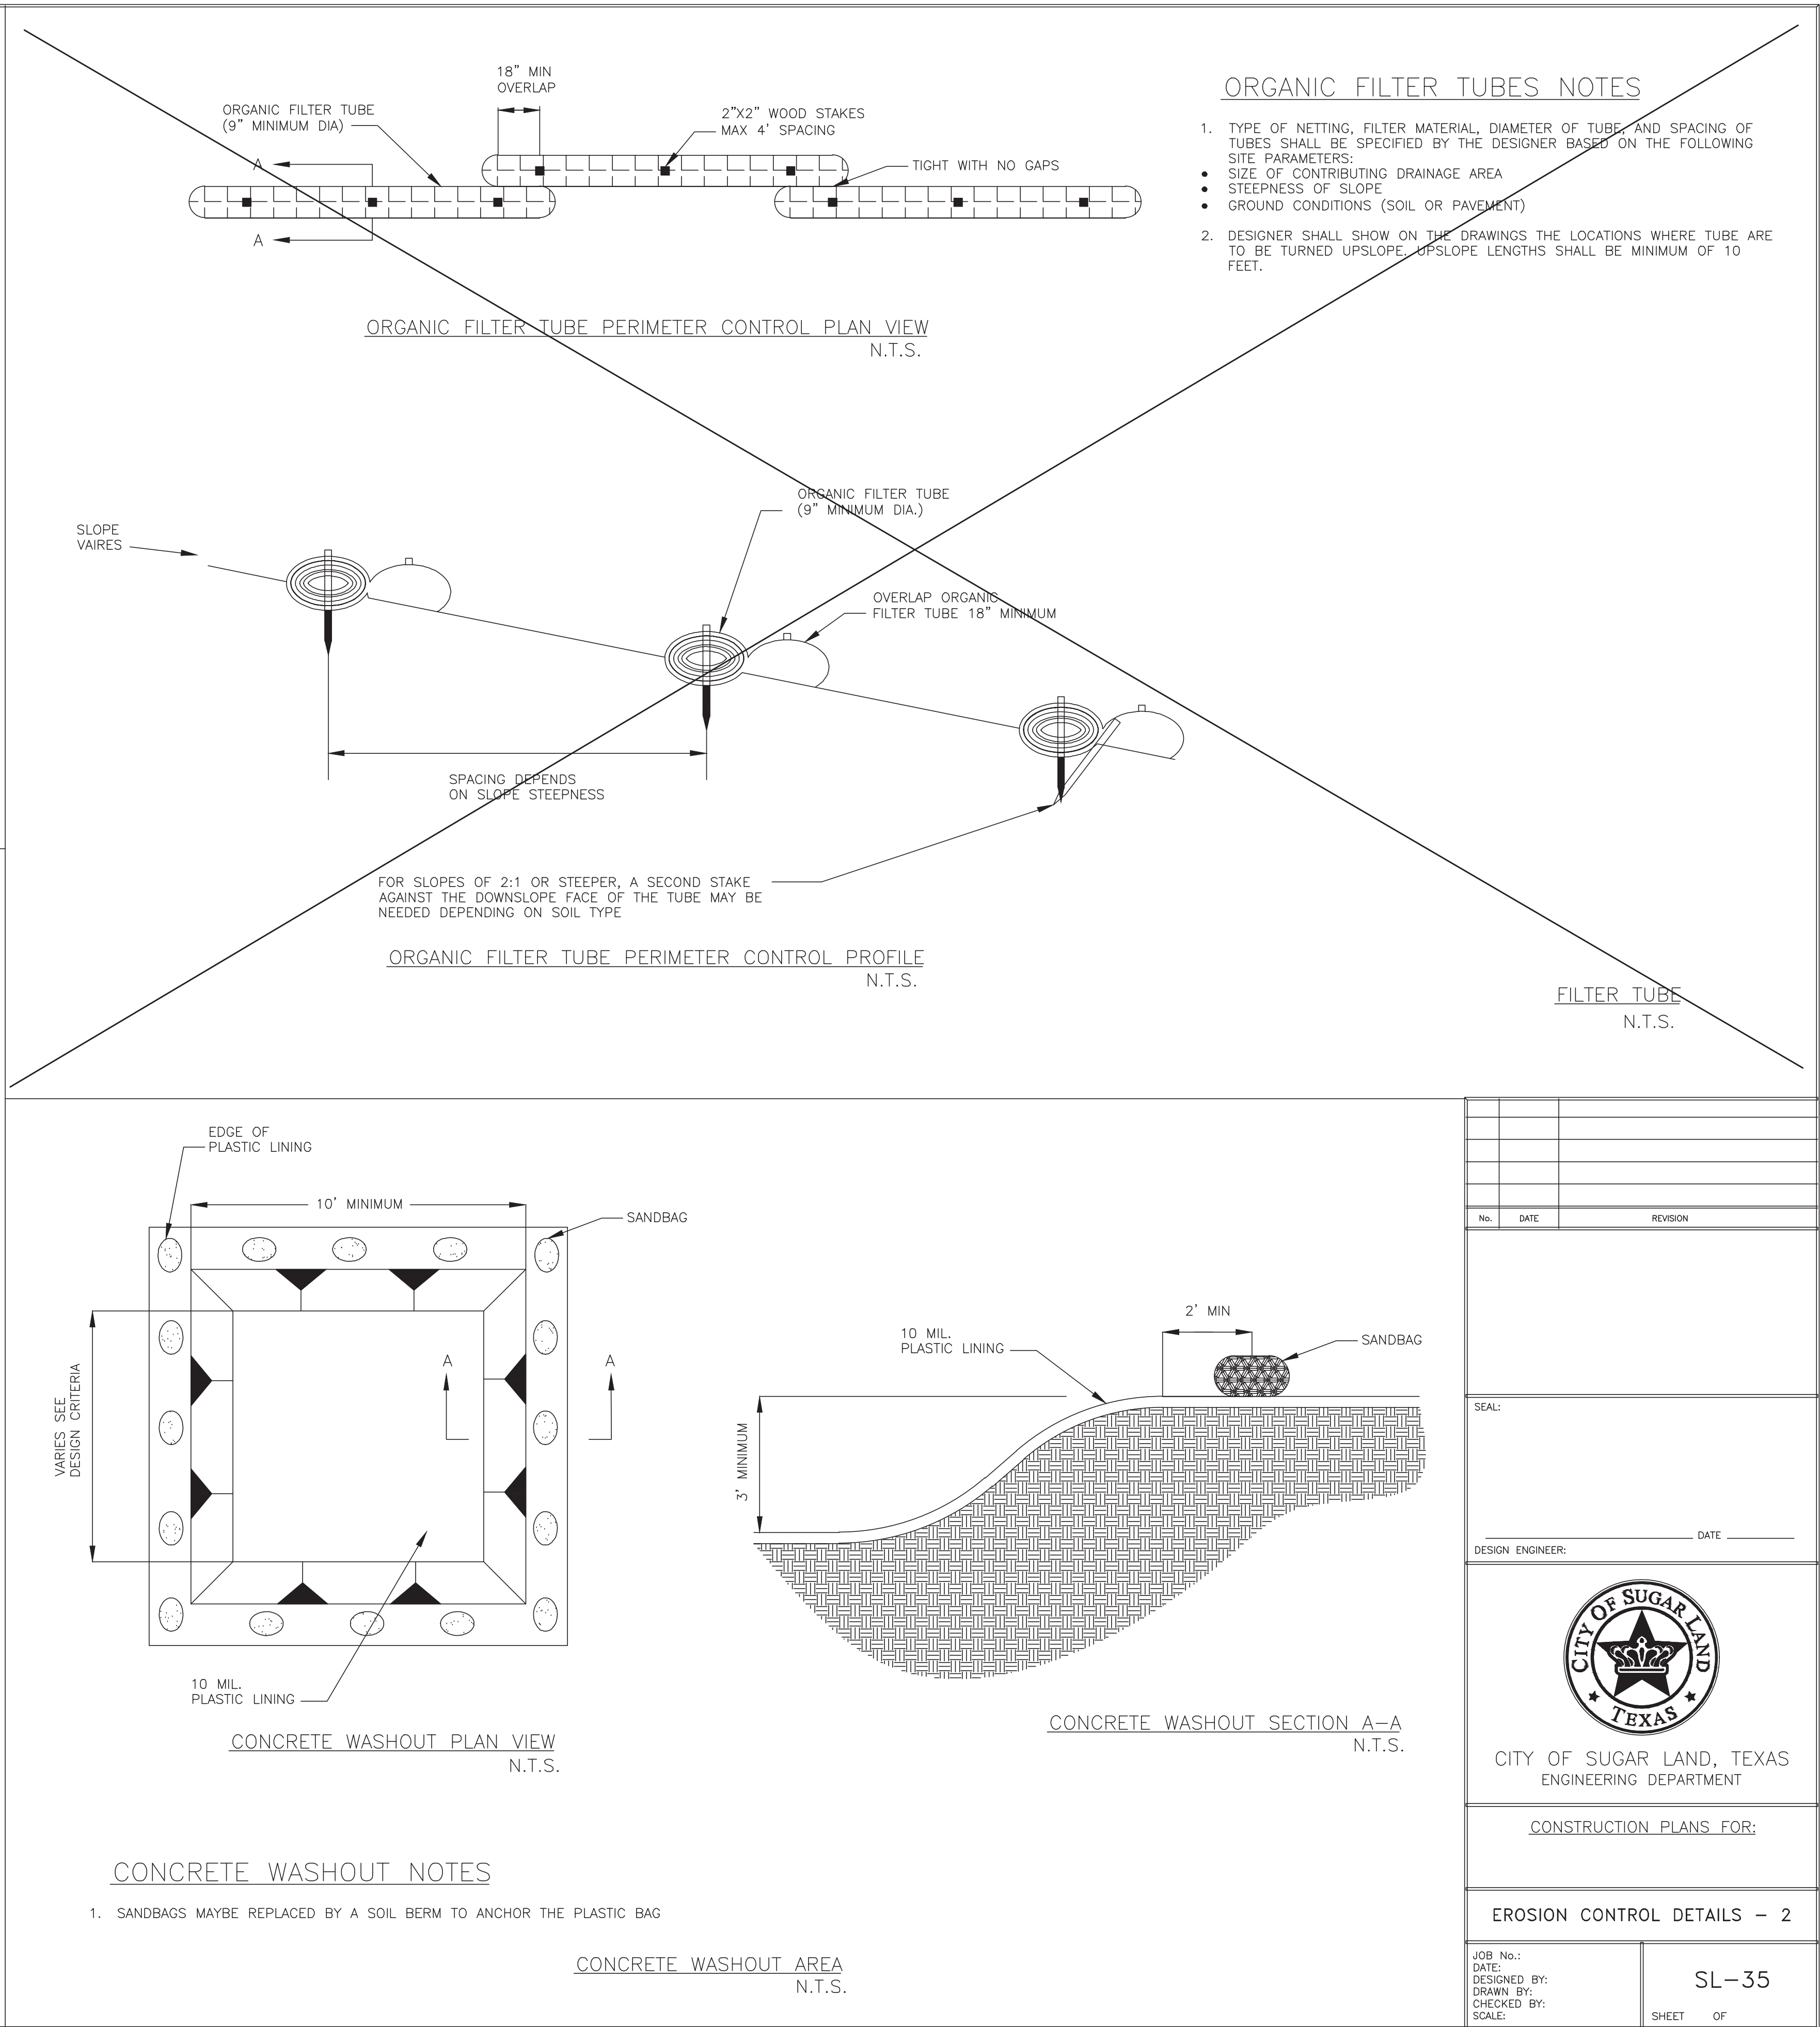 18" MIN
OVERLAP
ORGANIC FILTER TUBE
(9" MINIMUM DIA)
2"X2" WOOD STAKES
MAX 4' SPACING
TIGHT WITH NO GAPS
A
A
ORGANIC FILTER TUBE PERIMETER CONTROL PLAN VIEW
N.T.S.
ORGANIC FILTER TUBES NOTES
1. TYPE OF NETTING, FILTER MATERIAL, DIAMETER OF TUBE, AND SPACING OF
TUBES SHALL BE SPECIFIED BY THE DESIGNER BASED ON THE FOLLOWING
SITE PARAMETERS:
• SIZE OF CONTRIBUTING DRAINAGE AREA
• STEEPNESS OF SLOPE
• GROUND CONDITIONS (SOIL OR PAVEMENT)
2. DESIGNER SHALL SHOW ON THE DRAWINGS THE LOCATIONS WHERE TUBE ARE
TO BE TURNED UPSLOPE. UPSLOPE LENGTHS SHALL BE MINIMUM OF 10
FEET.
SLOPE
VAIRES
ORGANIC FILTER TUBE
(9" MINIMUM DIA.)
OVERLAP ORGANIC
FILTER TUBE 18" MINIMUM
SPACING DEPENDS
ON SLOPE STEEPNESS
FOR SLOPES OF 2:1 OR STEEPER, A SECOND STAKE
AGAINST THE DOWNSLOPE FACE OF THE TUBE MAY BE
NEEDED DEPENDING ON SOIL TYPE
ORGANIC FILTER TUBE PERIMETER CONTROL PROFILE
N.T.S.
FILTER TUBE
N.T.S.
EDGE OF
PLASTIC LINING
10' MINIMUM
SANDBAG
VARIES SEE
DESIGN CRITERIA
A
A
10 MIL.
PLASTIC LINING
CONCRETE WASHOUT PLAN VIEW
N.T.S.
2' MIN
10 MIL.
PLASTIC LINING
SANDBAG
3' MINIMUM
CONCRETE WASHOUT SECTION A-A
N.T.S.
CONCRETE WASHOUT NOTES
1. SANDBAGS MAYBE REPLACED BY A SOIL BERM TO ANCHOR THE PLASTIC BAG
CONCRETE WASHOUT AREA
N.T.S.
No. DATE REVISION
SEAL:
DATE
DESIGN ENGINEER:
CITY OF SUGAR LAND
TEXAS
CITY OF SUGAR LAND, TEXAS
ENGINEERING DEPARTMENT
CONSTRUCTION PLANS FOR:
EROSION CONTROL DETAILS - 2
JOB No.:
DATE:
DESIGNED BY:
DRAWN BY:
CHECKED BY:
SCALE:
SL-35
SHEET OF